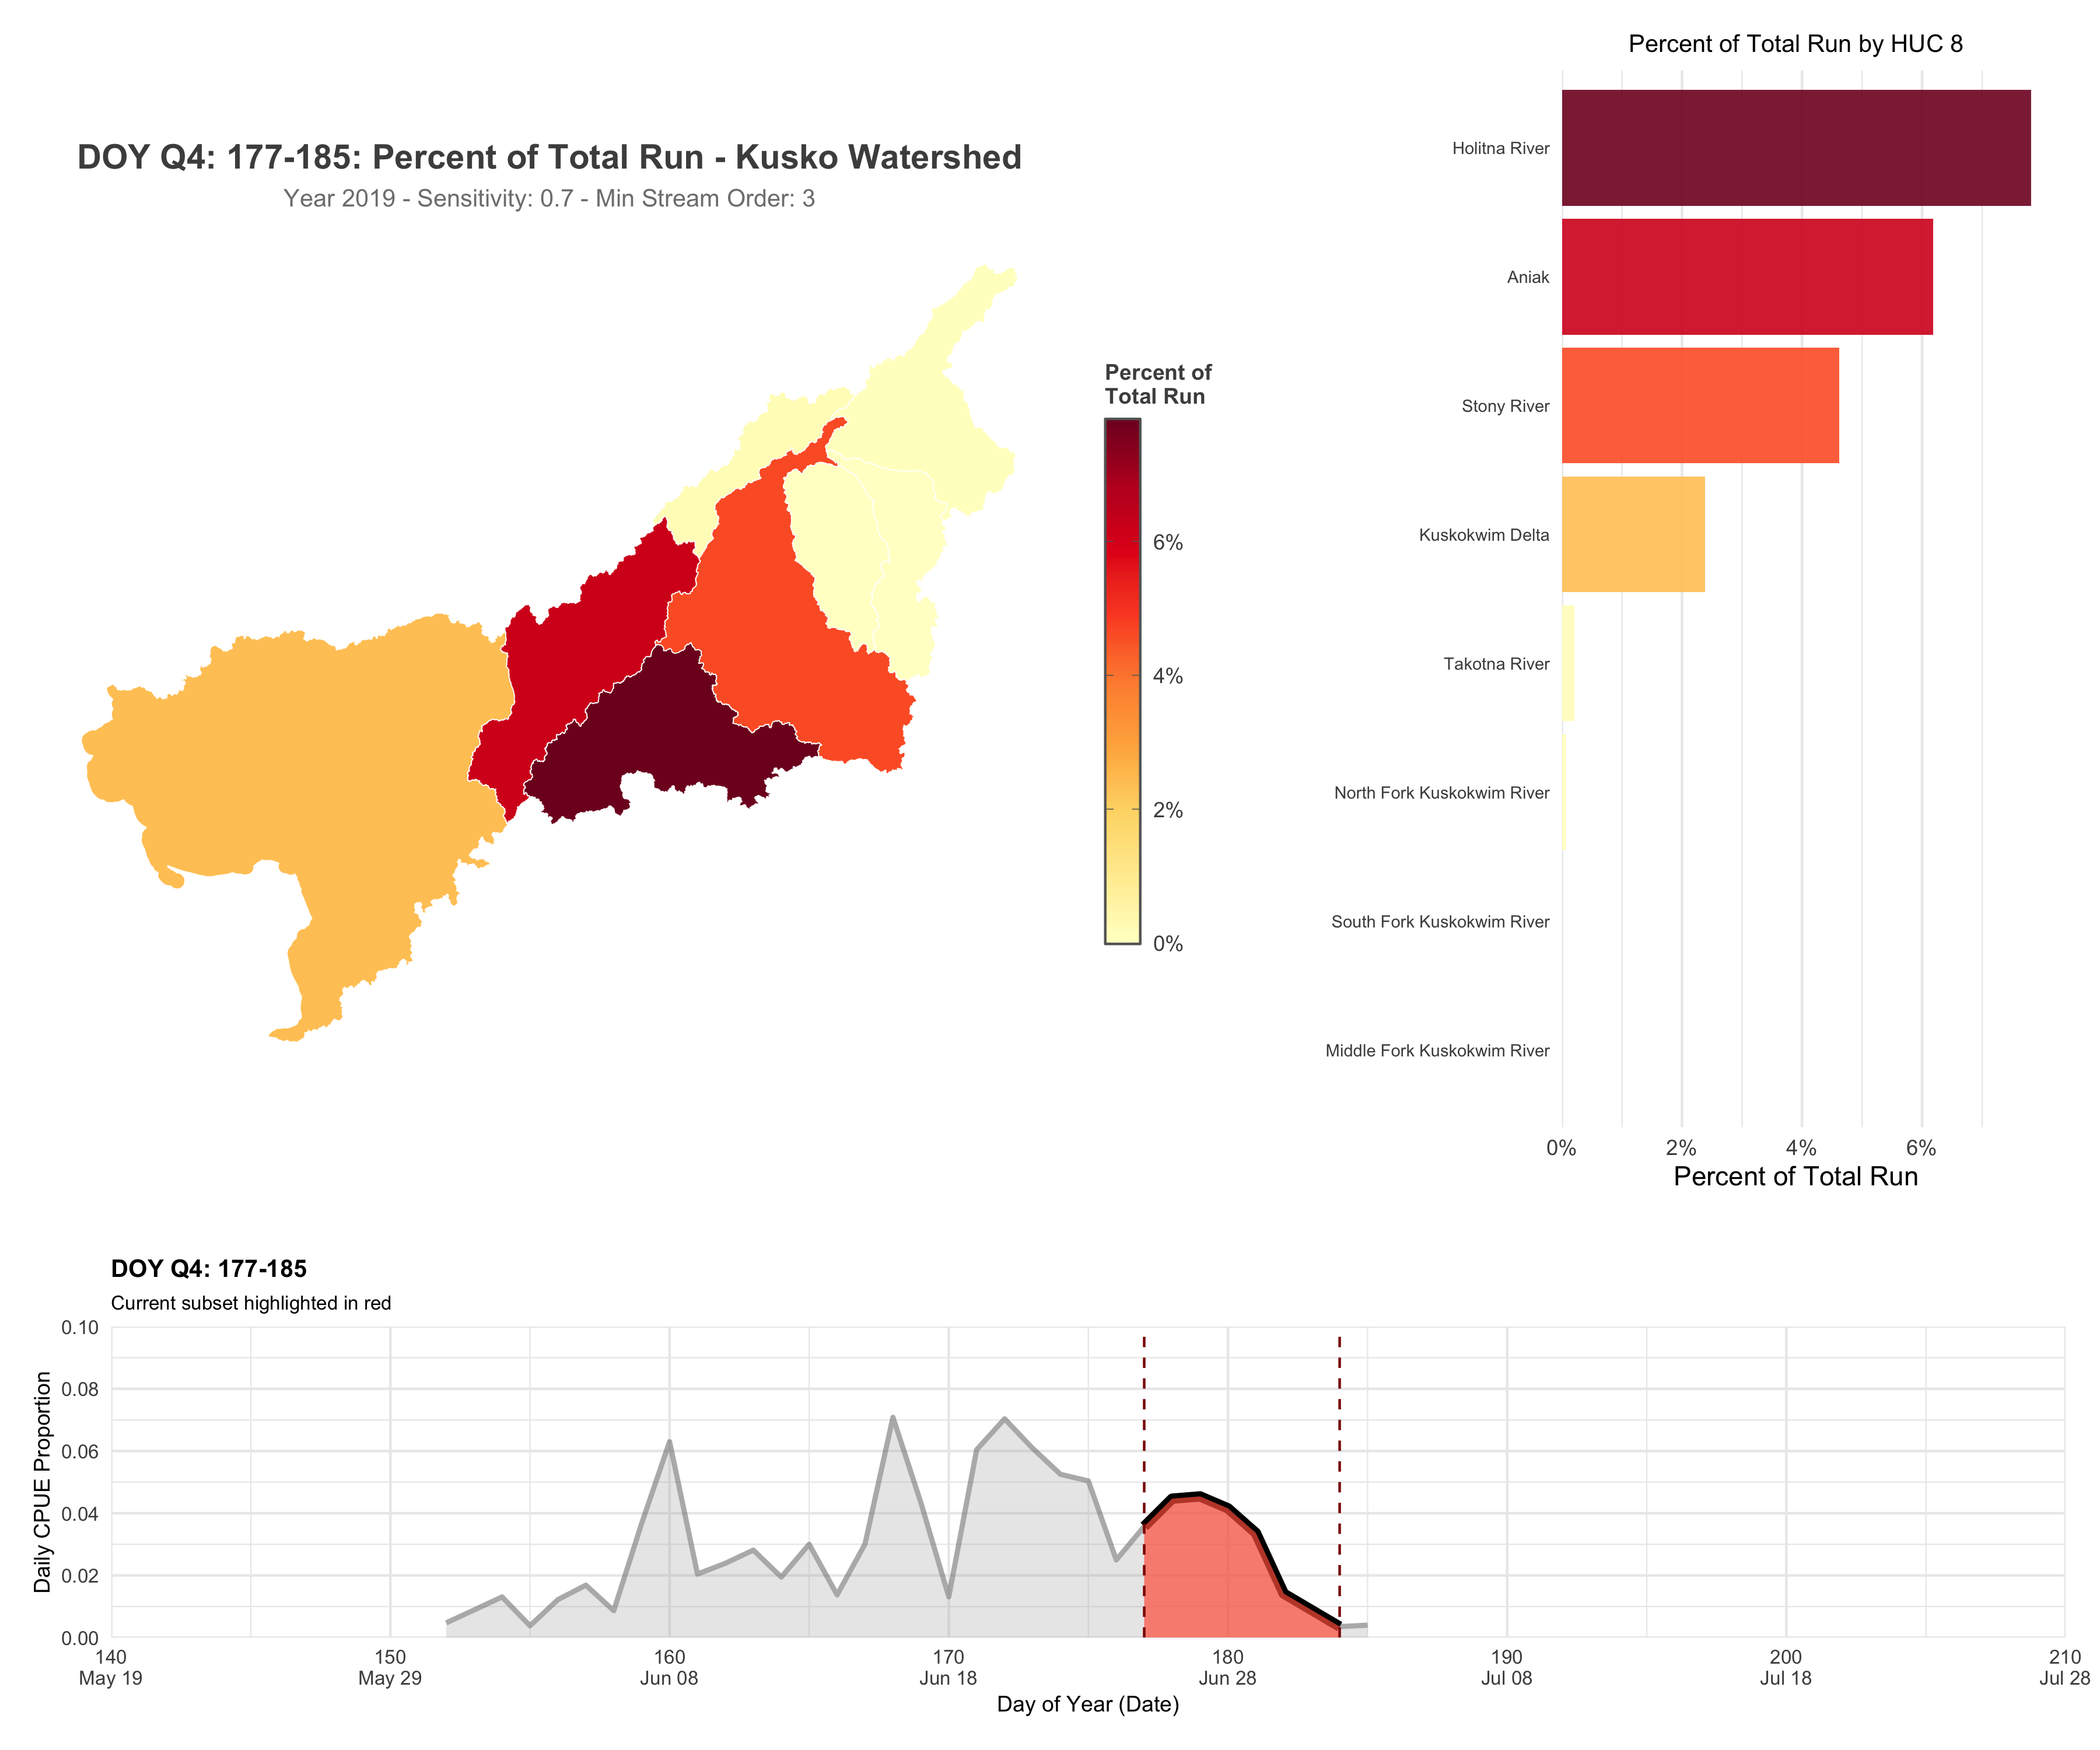 DOY Q4: 177-185: Percent of Total Run - Kusko Watershed
Year 2019 - Sensitivity: 0.7 - Min Stream Order: 3
Percent of
Total Run
6%
4%
2%
0%
Percent of Total Run by HUC 8
Holitna River
Aniak
Stony River
Kuskokwim Delta
Takotna River
North Fork Kuskokwim River
South Fork Kuskokwim River
Middle Fork Kuskokwim River
0% 2% 4% 6%
Percent of Total Run
DOY Q4: 177-185
Current subset highlighted in red
Daily CPUE Proportion
0.10
0.08
0.06
0.04
0.02
0.00
140 150 160 170 180 190 200 210
May 19 May 29 Jun 08 Jun 18 Jun 28 Jul 08 Jul 18 Jul 28
Day of Year (Date)